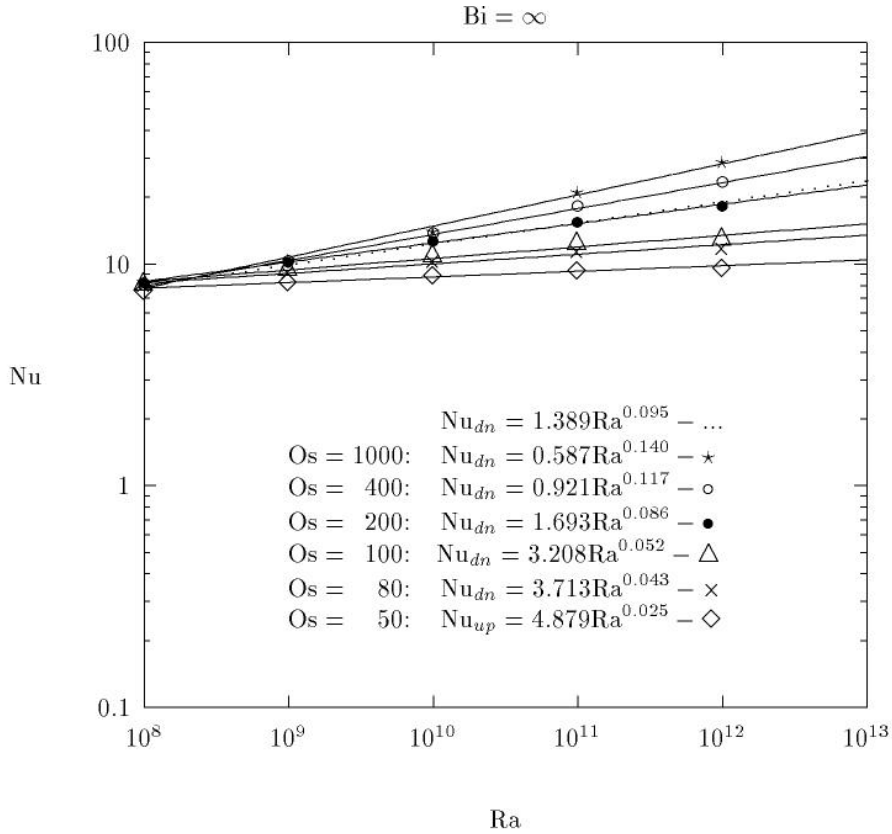 Bi = ∞
100
10
Nu
1
0.1
Nu_dn = 1.389Ra^0.095 – ...
Os = 1000: Nu_dn = 0.587Ra^0.140 – ⋆
Os = 400: Nu_dn = 0.921Ra^0.117 – ○
Os = 200: Nu_dn = 1.693Ra^0.086 – ●
Os = 100: Nu_dn = 3.208Ra^0.052 – △
Os = 80: Nu_dn = 3.713Ra^0.043 – ×
Os = 50: Nu_up = 4.879Ra^0.025 – ◇
10^8 10^9 10^10 10^11 10^12 10^13
Ra